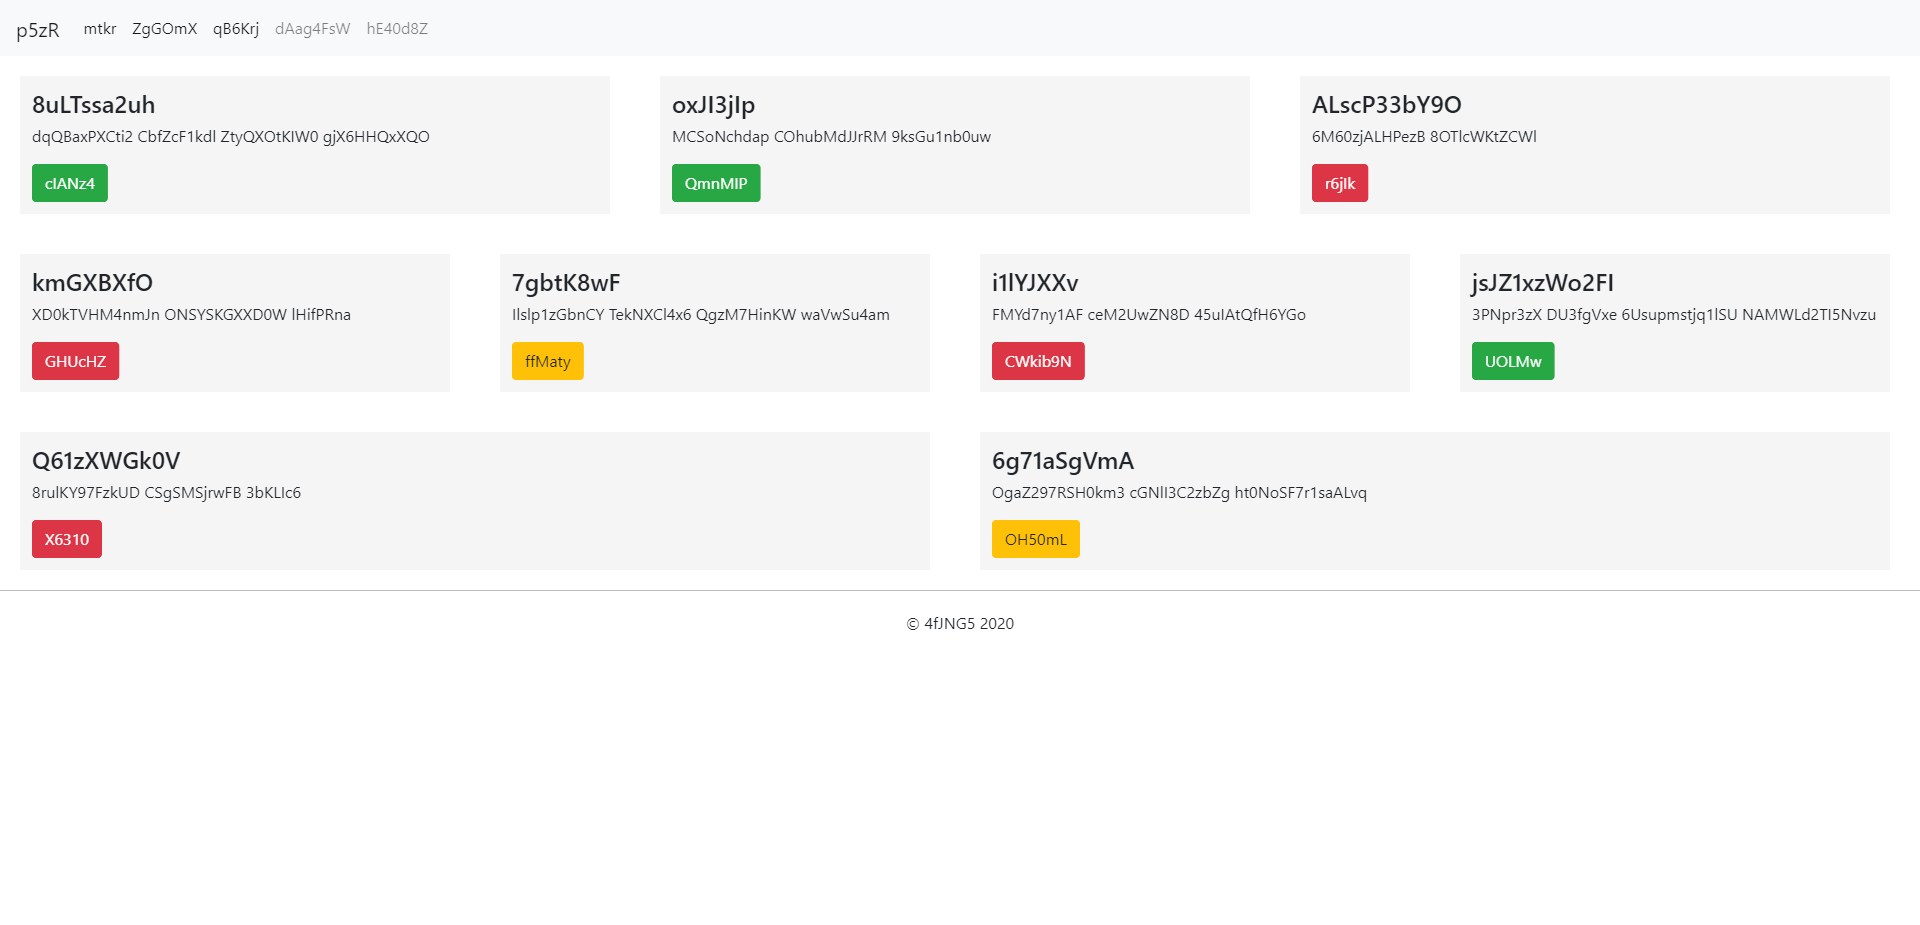 p5zR mtkr ZgGOmX qB6Krj dAag4FsW hE40d8Z
8uLTssa2uh
dqQBaxPXCti2 CbfZcF1kdl ZtyQXOtKIW0 gjX6HHQxXQO
cIANz4
oxJI3jIp
MCSoNchdap COhubMdJJrRM 9ksGu1nb0uw
QmnMIP
ALscP33bY9O
6M60zjALHPezB 8OTlcWKtZCWl
r6jIk
kmGXBXfO
XD0kTVHM4nmJn ONSYSKGXXD0W lHifPRna
GHUcHZ
7gbtK8wF
Ilslp1zGbnCY TekNXCl4x6 QgzM7HinKW waVwSu4am
ffMaty
i1lYJXXv
FMYd7ny1AF ceM2UwZN8D 45uIAtQfH6YGo
CWkib9N
jsJZ1xzWo2FI
3PNpr3zX DU3fgVxe 6Usupmstjq1lSU NAMWLd2TI5Nvzu
UOLMw
Q61zXWGk0V
8rulKY97FzkUD CSgSMSjrwFB 3bKLIc6
X6310
6g71aSgVmA
OgaZ297RSH0km3 cGNlI3C2zbZg ht0NoSF7r1saALvq
OH50mL
© 4fJNG5 2020